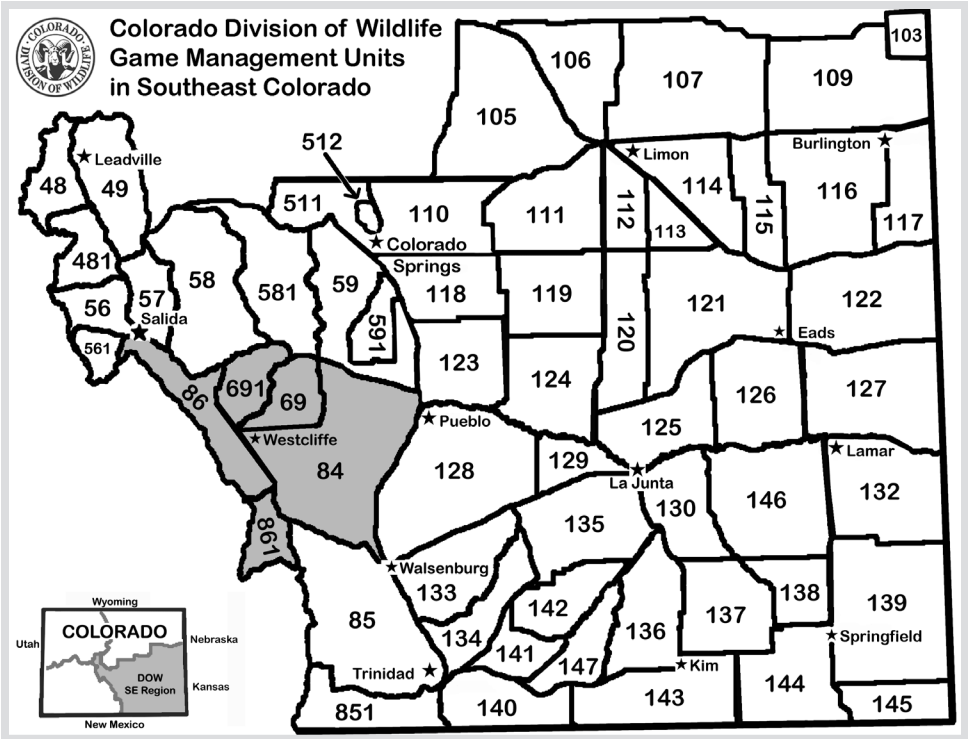 Colorado Division of Wildlife
Game Management Units
in Southeast Colorado
COLORADO
DIVISION OF WILDLIFE
103
106
107
109
105
512
Burlington
Limon
Leadville
48
49
511
110
111
112
114
115
116
117
113
Colorado
Springs
481
58
581
59
118
119
121
122
56
57
Salida
591
120
Eads
561
123
124
126
127
86
691
69
125
Pueblo
Westcliffe
84
128
129
La Junta
Lamar
130
146
132
861
135
Walsenburg
133
142
138
139
85
134
136
137
Springfield
141
147
Kim
Trinidad
143
144
145
851
140
Wyoming
COLORADO
Utah
Nebraska
DOW
SE Region
Kansas
New Mexico